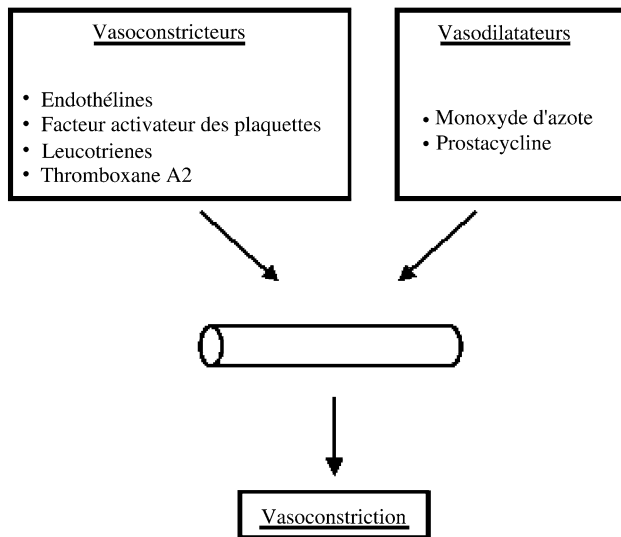 Vasoconstricteurs
• Endothélines
• Facteur activateur des plaquettes
• Leucotrienes
• Thromboxane A2
Vasodilatateurs
• Monoxyde d'azote
• Prostacycline
Vasoconstriction